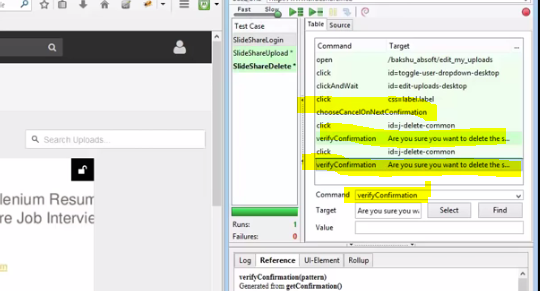 Fast Slow
Test Case
Table Source
SlideShareLogin
SlideShareUpload *
SlideShareDelete *
Command Target ...
open /bakshu_absoft/edit_my_uploads
click id=toggle-user-dropdown-desktop
clickAndWait id=edit-uploads-desktop
click css=label.label
chooseCancelOnNextConfirmation
click id=j-delete-common
verifyConfirmation Are you sure you want to delete the s...
click id=j-delete-common
verifyConfirmation Are you sure you want to delete the s...
Search Uploads...
lenium Resum
re Job Intervie
Command verifyConfirmation
Target Are you sure you w Select Find
Value
Runs: 1
Failures: 0
Log Reference UI-Element Rollup
verifyConfirmation(pattern)
Generated from getConfirmation()